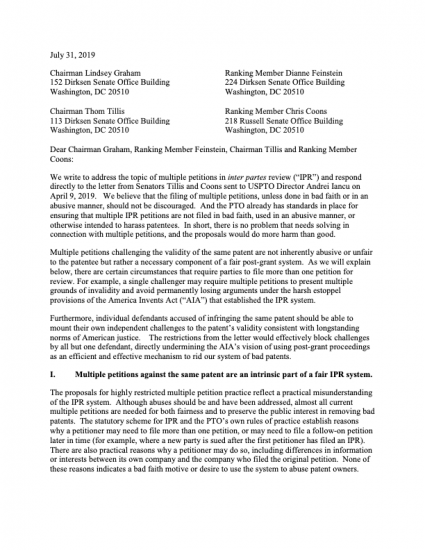 July 31, 2019
Chairman Lindsey Graham
152 Dirksen Senate Office Building
Washington, DC 20510
Ranking Member Dianne Feinstein
224 Dirksen Senate Office Building
Washington, DC 20510
Chairman Thom Tillis
113 Dirksen Senate Office Building
Washington, DC 20510
Ranking Member Chris Coons
218 Russell Senate Office Building
Washington, DC 20510
Dear Chairman Graham, Ranking Member Feinstein, Chairman Tillis and Ranking Member
Coons:
We write to address the topic of multiple petitions in inter partes review (“IPR”) and respond
directly to the letter from Senators Tillis and Coons sent to USPTO Director Andrei Iancu on
April 9, 2019. We believe that the filing of multiple petitions, unless done in bad faith or in an
abusive manner, should not be discouraged. And the PTO already has standards in place for
ensuring that multiple IPR petitions are not filed in bad faith, used in an abusive manner, or
otherwise intended to harass patentees. In short, there is no problem that needs solving in
connection with multiple petitions, and the proposals would do more harm than good.
Multiple petitions challenging the validity of the same patent are not inherently abusive or unfair
to the patentee but rather a necessary component of a fair post-grant system. As we will explain
below, there are certain circumstances that require parties to file more than one petition for
review. For example, a single challenger may require multiple petitions to present multiple
grounds of invalidity and avoid permanently losing arguments under the harsh estoppel
provisions of the America Invents Act (“AIA”) that established the IPR system.
Furthermore, individual defendants accused of infringing the same patent should be able to
mount their own independent challenges to the patent’s validity consistent with longstanding
norms of American justice. The restrictions from the letter would effectively block challenges
by all but one defendant, directly undermining the AIA’s vision of using post-grant proceedings
as an efficient and effective mechanism to rid our system of bad patents.
I. Multiple petitions against the same patent are an intrinsic part of a fair IPR system.
The proposals for highly restricted multiple petition practice reflect a practical misunderstanding
of the IPR system. Although abuses should be and have been addressed, almost all current
multiple petitions are needed for both fairness and to preserve the public interest in removing bad
patents. The statutory scheme for IPR and the PTO’s own rules of practice establish reasons
why a petitioner may need to file more than one petition, or may need to file a follow-on petition
later in time (for example, where a new party is sued after the first petitioner has filed an IPR).
There are also practical reasons why a petitioner may do so, including differences in information
or interests between its own company and the company who filed the original petition. None of
these reasons indicates a bad faith motive or desire to use the system to abuse patent owners.